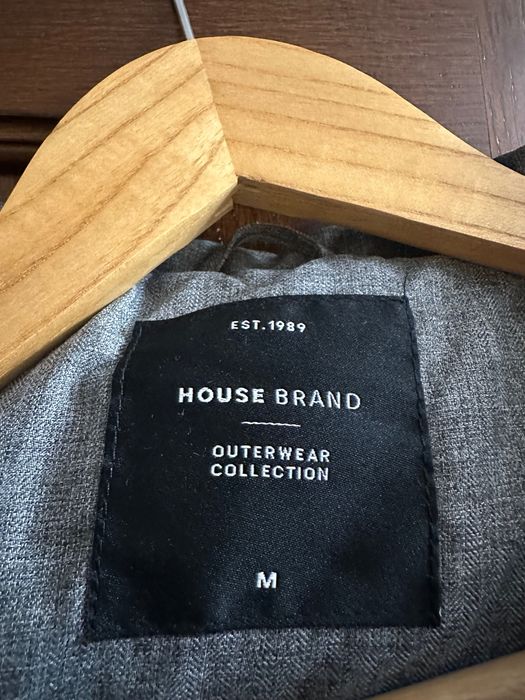 EST.1989
HOUSE BRAND
OUTERWEAR
COLLECTION
M